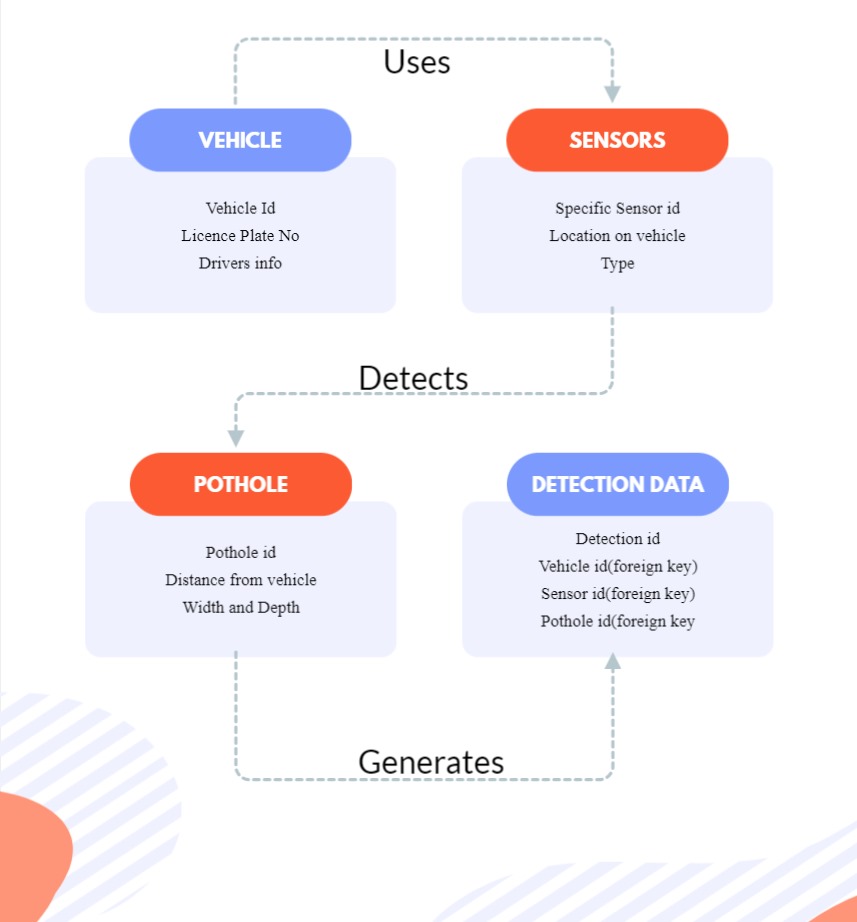 Uses
VEHICLE
Vehicle Id
Licence Plate No
Drivers info
SENSORS
Specific Sensor id
Location on vehicle
Type
Detects
POTHOLE
Pothole id
Distance from vehicle
Width and Depth
DETECTION DATA
Detection id
Vehicle id(foreign key)
Sensor id(foreign key)
Pothole id(foreign key
Generates